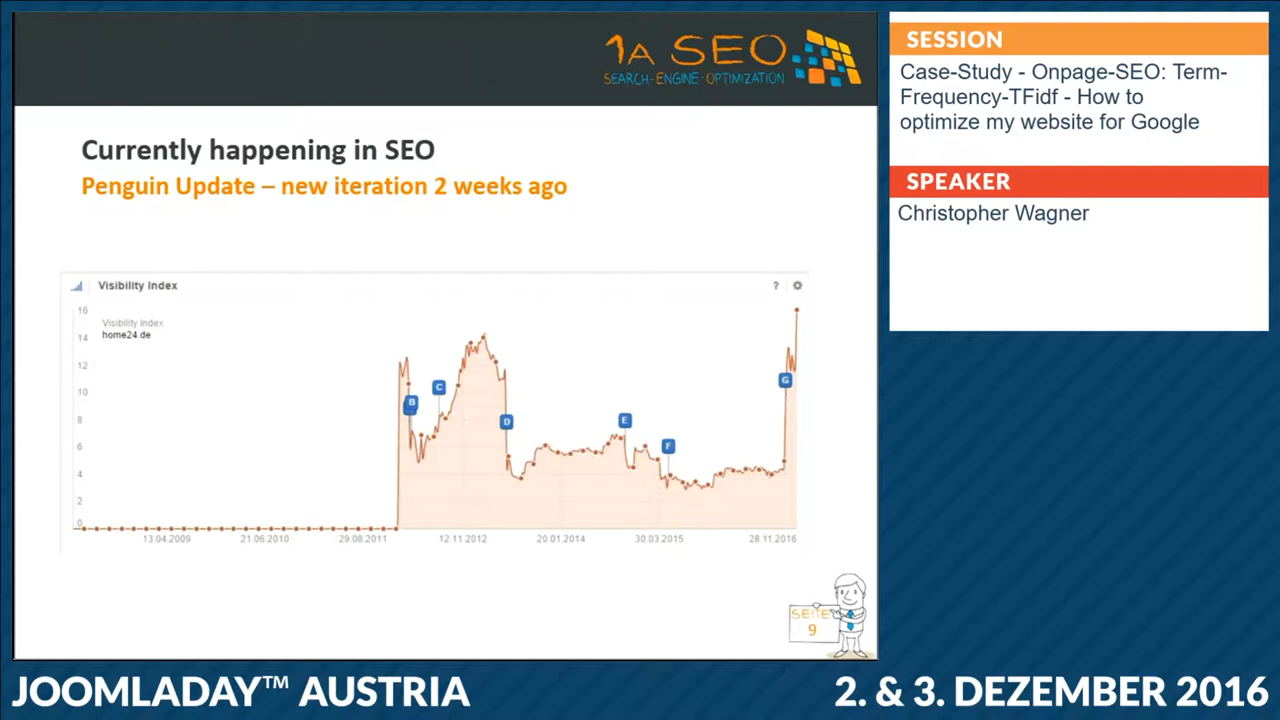 1A SEO
SEARCH-ENGINE-OPTIMIZATION
Currently happening in SEO
Penguin Update – new iteration 2 weeks ago
Visibility Index
?
16
Visibility Index
home24.de
14
12
10
8
6
4
2
0
B
C
D
E
F
G
13.04.2009
21.06.2010
29.08.2011
12.11.2012
20.01.2014
30.03.2015
28.11.2016
SEITE
9
SESSION
Case-Study - Onpage-SEO: Term-
Frequency-TFidf - How to
optimize my website for Google
SPEAKER
Christopher Wagner
JOOMLADAY™ AUSTRIA
2. & 3. DEZEMBER 2016